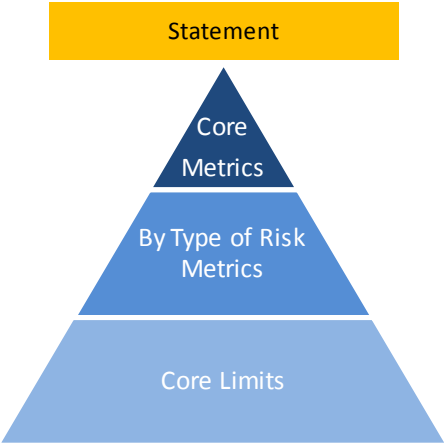 Statement
Core
Metrics
By Type of Risk
Metrics
Core Limits